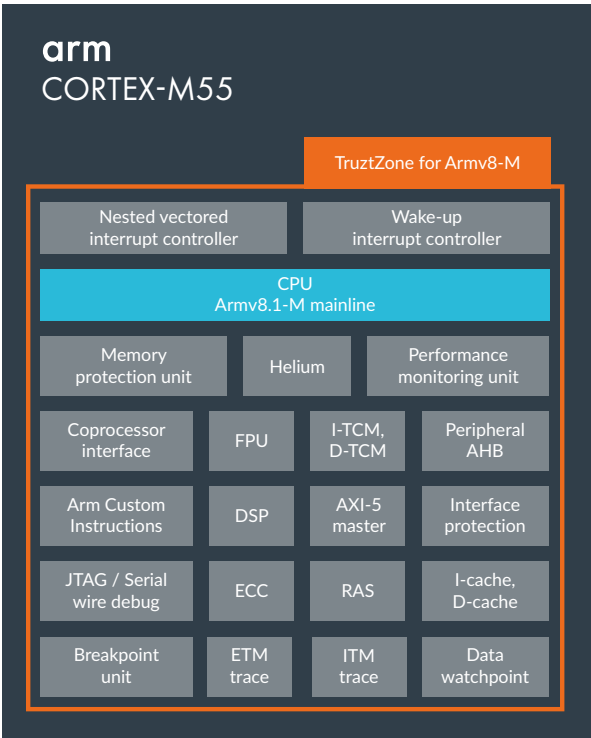 arm
CORTEX-M55
TruztZone for Armv8-M
Nested vectored
interrupt controller
Wake-up
interrupt controller
CPU
Armv8.1-M mainline
Memory
protection unit
Helium
Performance
monitoring unit
Coprocessor
interface
FPU
I-TCM,
D-TCM
Peripheral
AHB
Arm Custom
Instructions
DSP
AXI-5
master
Interface
protection
JTAG / Serial
wire debug
ECC
RAS
I-cache,
D-cache
Breakpoint
unit
ETM
trace
ITM
trace
Data
watchpoint